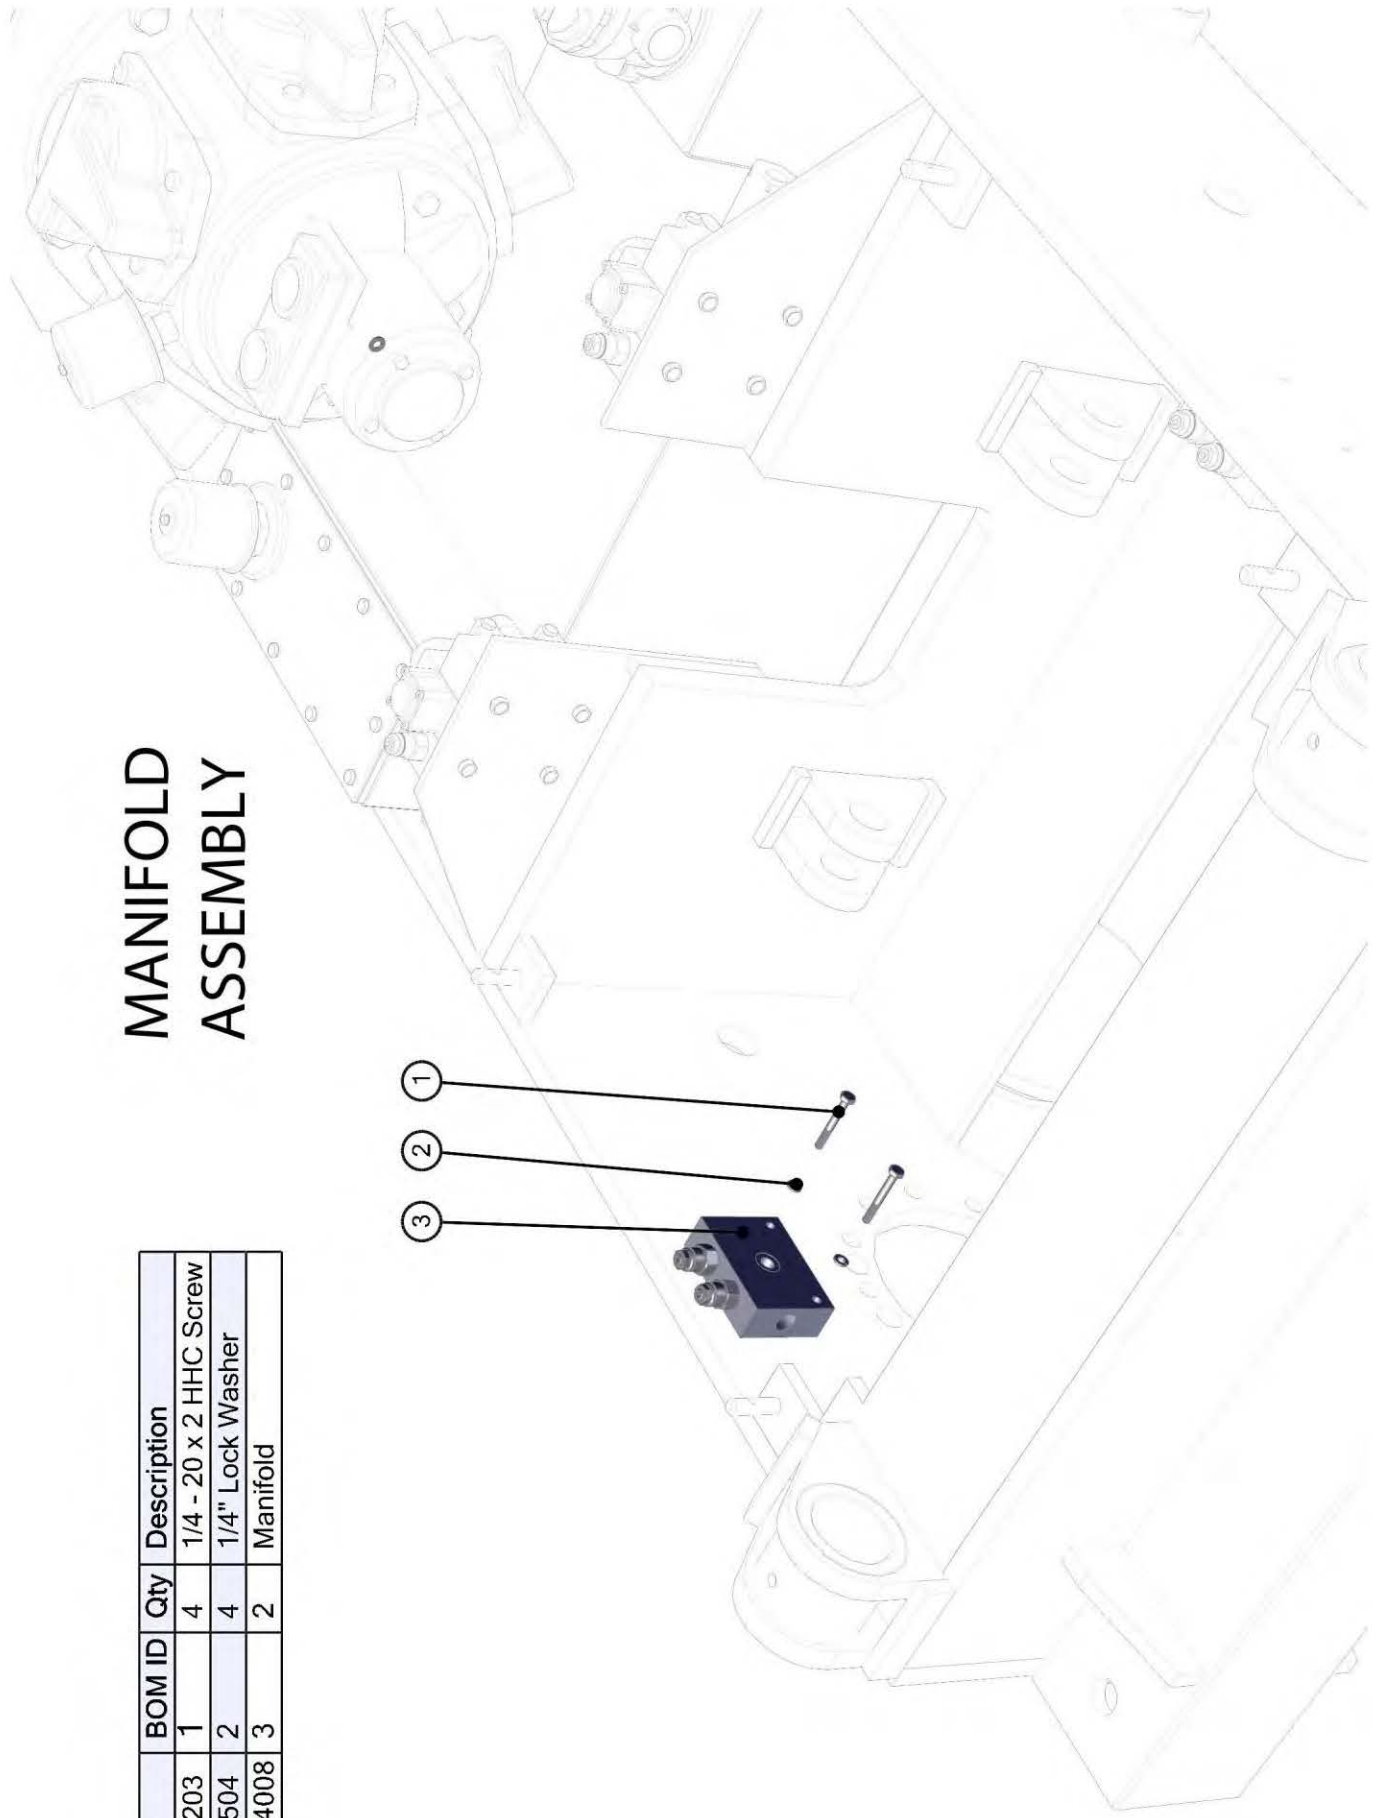 MANIFOLD
ASSEMBLY
BOM ID Qty Description
203 1 4 1/4 - 20 x 2 HHC Screw
504 2 4 1/4" Lock Washer
4008 3 2 Manifold
1
2
3